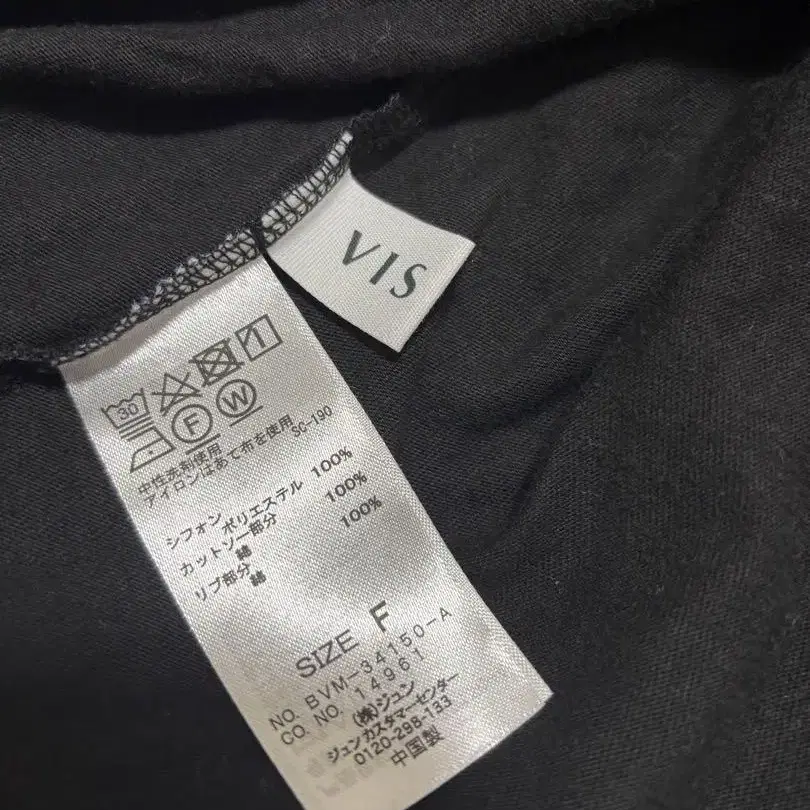 VIS
30
F W
中性洗剤使用
アイロンはあて布を使用 SC-190
シフォン
ポリエステル 100%
カットソー部分
綿 100%
リブ部分
綿 100%
SIZE F
NO. BVM-34150-A
CO. NO. 14961
(株)ジュン
ジュンカスタマーセンター
0120-298-133
中国製